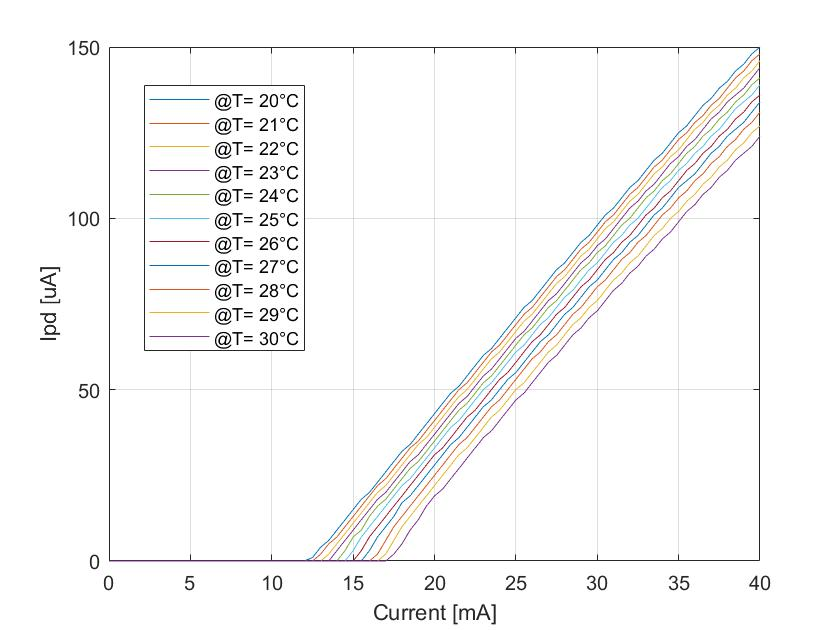 150
@T= 20°C
@T= 21°C
@T= 22°C
@T= 23°C
@T= 24°C
@T= 25°C
@T= 26°C
@T= 27°C
@T= 28°C
@T= 29°C
@T= 30°C
100
Ipd [uA]
50
0
0 5 10 15 20 25 30 35 40
Current [mA]